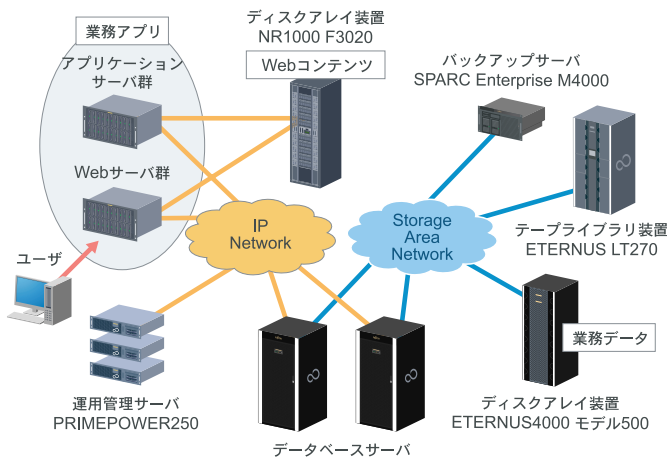 業務アプリ
アプリケーション
サーバ群
Webサーバ群
ユーザ
ディスクアレイ装置
NR1000 F3020
Webコンテンツ
バックアップサーバ
SPARC Enterprise M4000
IP
Network
Storage
Area
Network
テープライブラリ装置
ETERNUS LT270
業務データ
運用管理サーバ
PRIMEPOWER250
データベースサーバ
ディスクアレイ装置
ETERNUS4000 モデル500